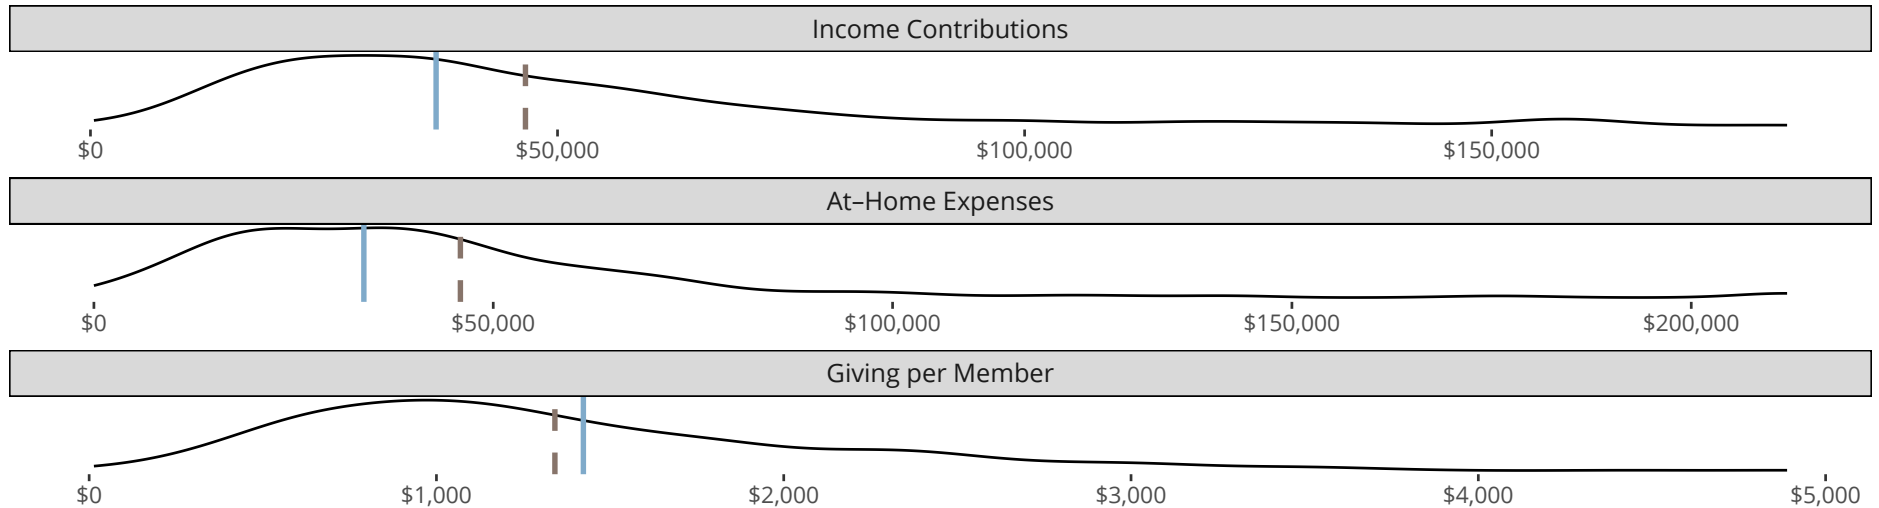 Income Contributions
$0 $50,000 $100,000 $150,000
At–Home Expenses
$0 $50,000 $100,000 $150,000 $200,000
Giving per Member
$0 $1,000 $2,000 $3,000 $4,000 $5,000